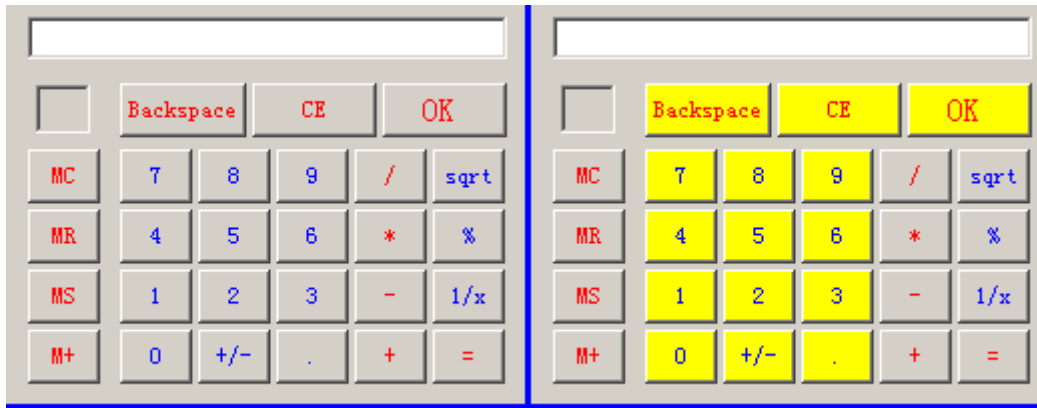 Backspace CE OK
MC 7 8 9 / sqrt
MR 4 5 6 * %
MS 1 2 3 - 1/x
M+ 0 +/- . + =
Backspace CE OK
MC 7 8 9 / sqrt
MR 4 5 6 * %
MS 1 2 3 - 1/x
M+ 0 +/- . + =